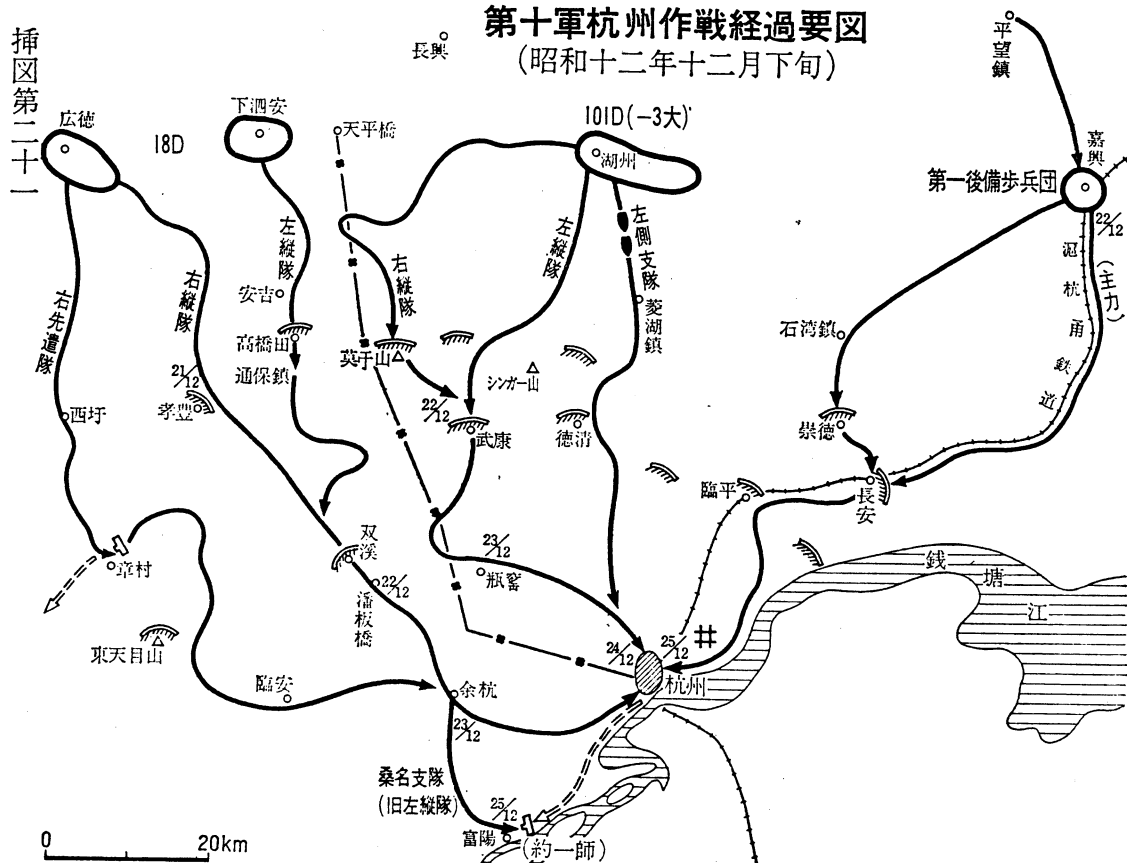 挿図第二十一
第十軍杭州作戦経過要図
(昭和十二年十二月下旬)
平望鎮
長興
広徳
18D
下泗安
天平橋
101D(-3大)
湖州
嘉興
第一後備歩兵団
22/12
(主力)
左縦隊
右縦隊
左縦隊
左側支隊
右縦隊
右先遣隊
菱湖鎮
安吉
高橋田
通保鎮
莫干山
シンガー山
石湾鎮
21/12
孝豊
西圩
22/12
武康
徳清
崇徳
臨平
長安
双渓
23/12
瓶窰
章村
22/12
潘板橋
銭塘江
東天目山
臨安
24/12
25/12
杭州
余杭
23/12
桑名支隊
(旧左縦隊)
25/12
富陽
(約一師)
0 20km